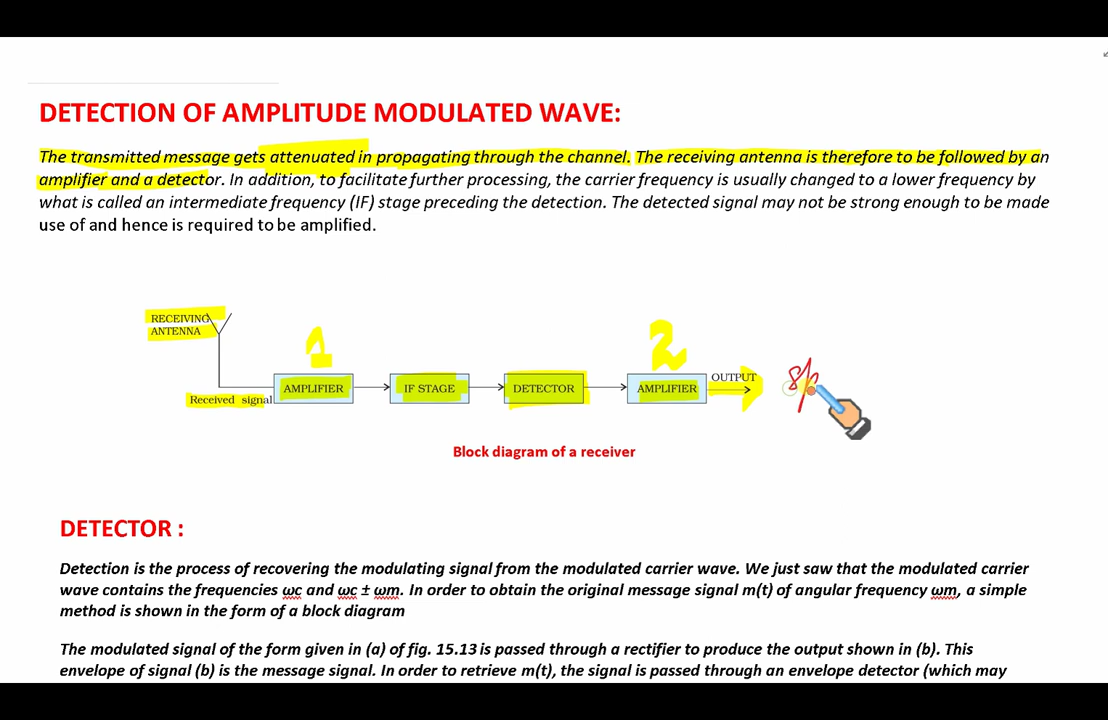 DETECTION OF AMPLITUDE MODULATED WAVE:
The transmitted message gets attenuated in propagating through the channel. The receiving antenna is therefore to be followed by an
amplifier and a detector. In addition, to facilitate further processing, the carrier frequency is usually changed to a lower frequency by
what is called an intermediate frequency (IF) stage preceding the detection. The detected signal may not be strong enough to be made
use of and hence is required to be amplified.
RECEIVING
ANTENNA
1
2
Received signal
AMPLIFIER
IF STAGE
DETECTOR
AMPLIFIER
OUTPUT
Block diagram of a receiver
DETECTOR :
Detection is the process of recovering the modulating signal from the modulated carrier wave. We just saw that the modulated carrier
wave contains the frequencies ωc and ωc ± ωm. In order to obtain the original message signal m(t) of angular frequency ωm, a simple
method is shown in the form of a block diagram
The modulated signal of the form given in (a) of fig. 15.13 is passed through a rectifier to produce the output shown in (b). This
envelope of signal (b) is the message signal. In order to retrieve m(t), the signal is passed through an envelope detector (which may